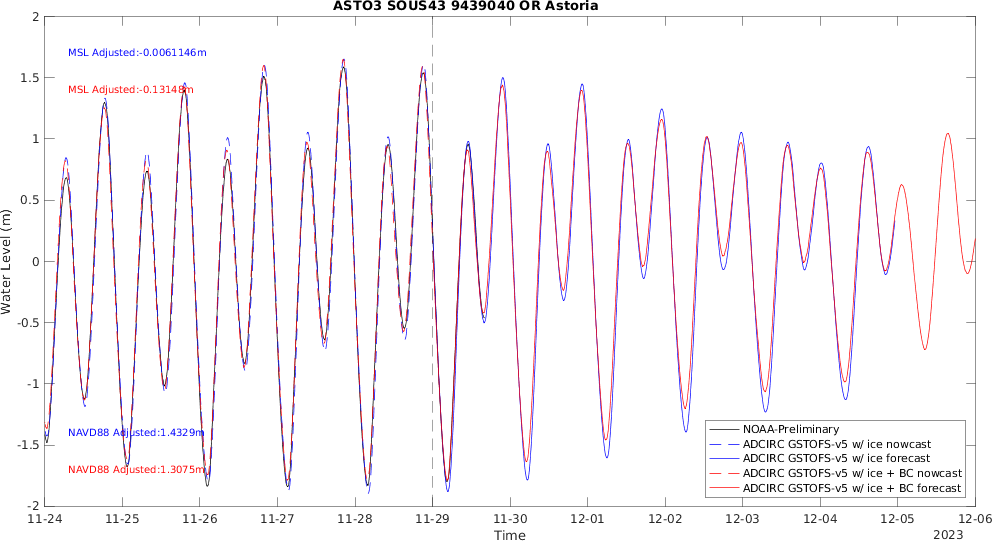 ASTO3 SOUS43 9439040 OR Astoria
MSL Adjusted:-0.0061146m
MSL Adjusted:-0.13148m
NAVD88 Adjusted:1.4329m
NAVD88 Adjusted:1.3075m
Water Level (m)
2
1.5
1
0.5
0
-0.5
-1
-1.5
-2
NOAA-Preliminary
ADCIRC GSTOFS-v5 w/ ice nowcast
ADCIRC GSTOFS-v5 w/ ice forecast
ADCIRC GSTOFS-v5 w/ ice + BC nowcast
ADCIRC GSTOFS-v5 w/ ice + BC forecast
11-24 11-25 11-26 11-27 11-28 11-29 11-30 12-01 12-02 12-03 12-04 12-05 12-06
Time
2023